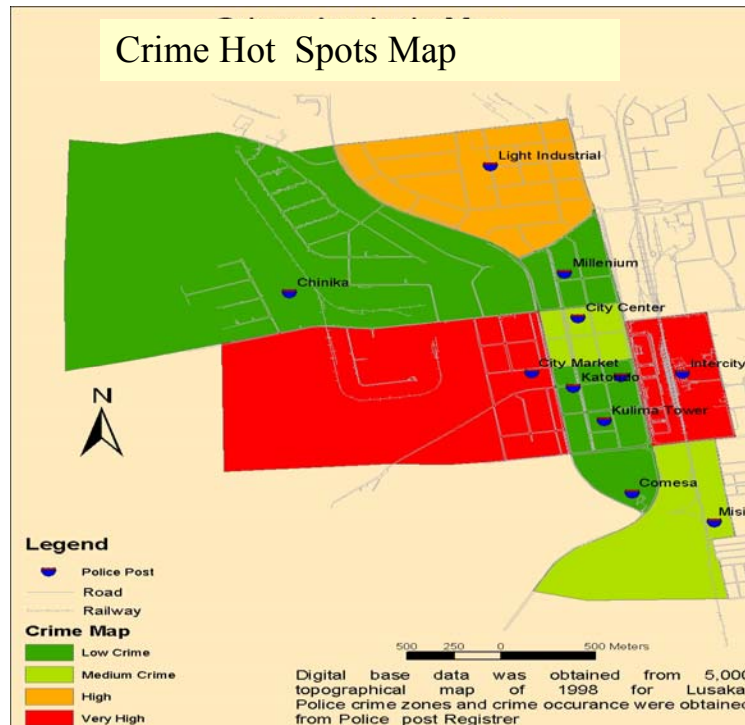 Crime Hot Spots Map
Light Industrial
Millenium
Chinika
City Center
City Market
Katondo
Intercity
Kulima Tower
Comesa
Misi
N
Legend
Police Post
Road
Railway
Crime Map
Low Crime
Medium Crime
High
Very High
500 250 0 500 Meters
Digital base data was obtained from 5,000
topographical map of 1998 for Lusaka
Police crime zones and crime occurance were obtained
from Police post Registrer